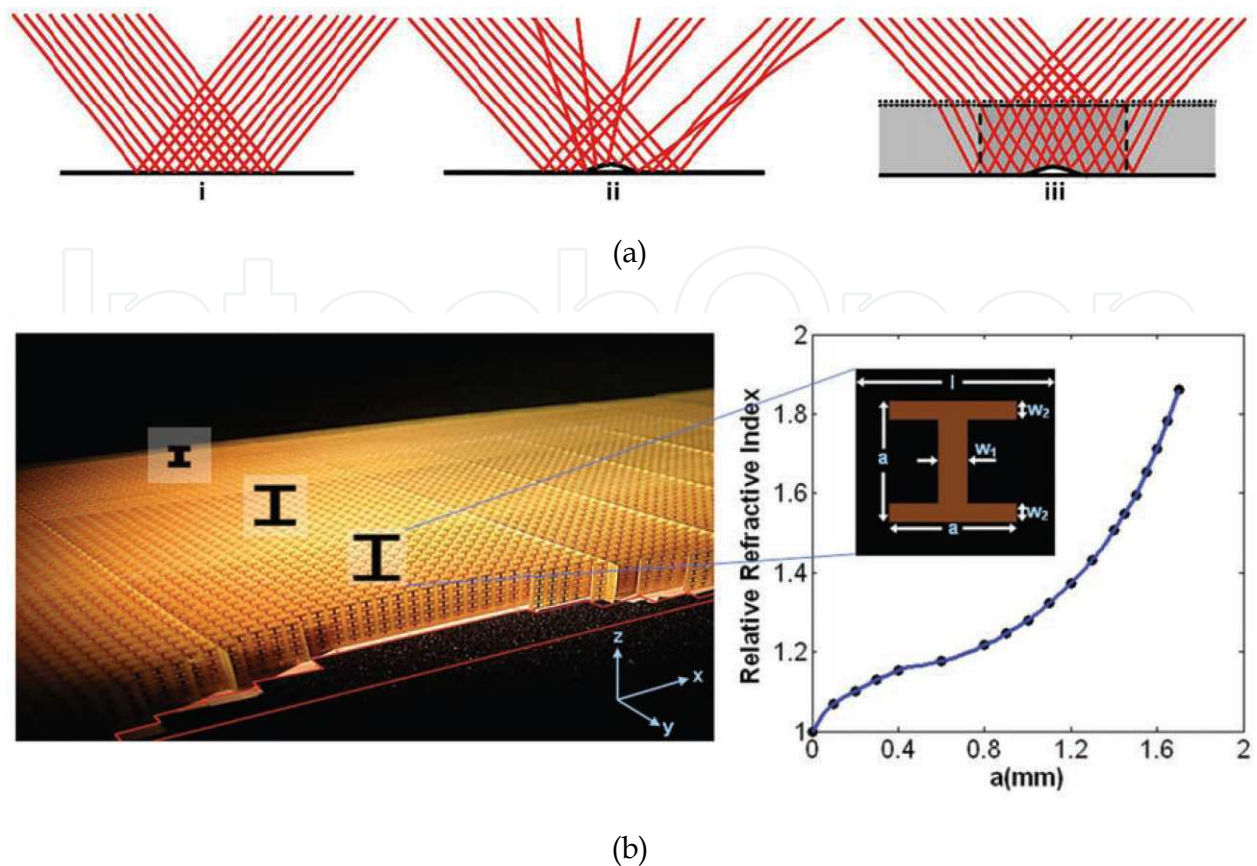 i
ii
iii
(a)
IntechOpen
2
1.8
1.6
1.4
1.2
1
Relative Refractive Index
l
a
w₁
w₂
w₂
a
z
x
y
0
0.4
0.8
1.2
1.6
2
a(mm)
(b)